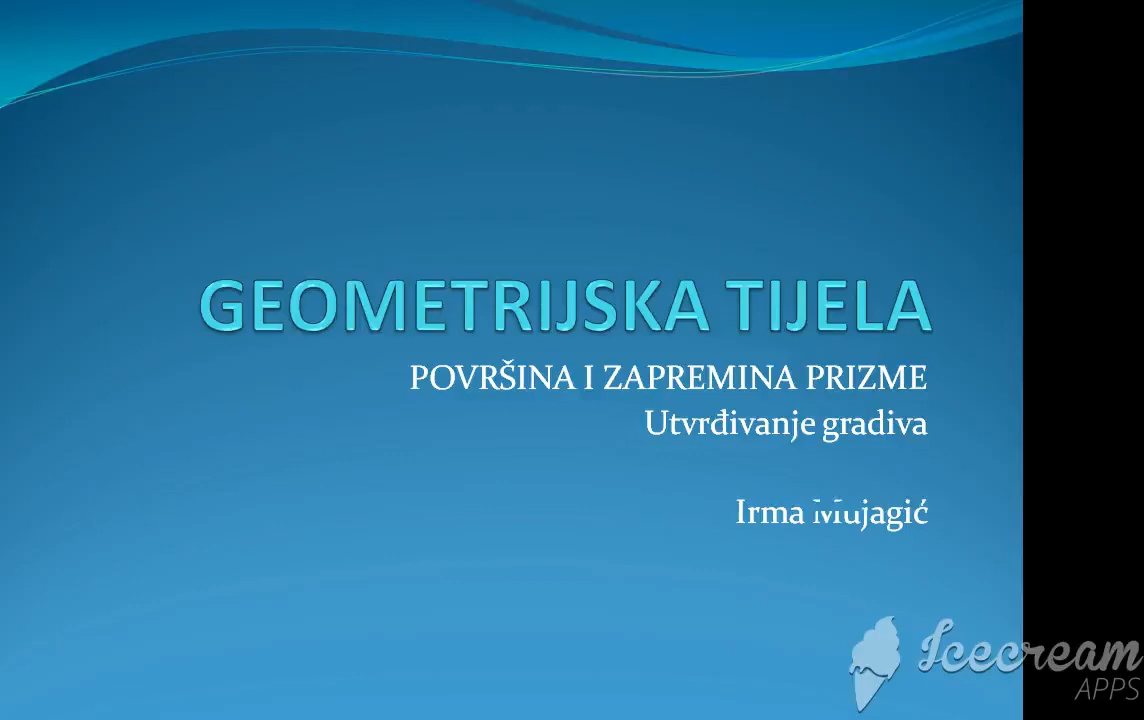 GEOMETRIJSKA TIJELA
POVRŠINA I ZAPREMINA PRIZME
Utvrđivanje gradiva
Irma Mujagić
Icecream
APPS